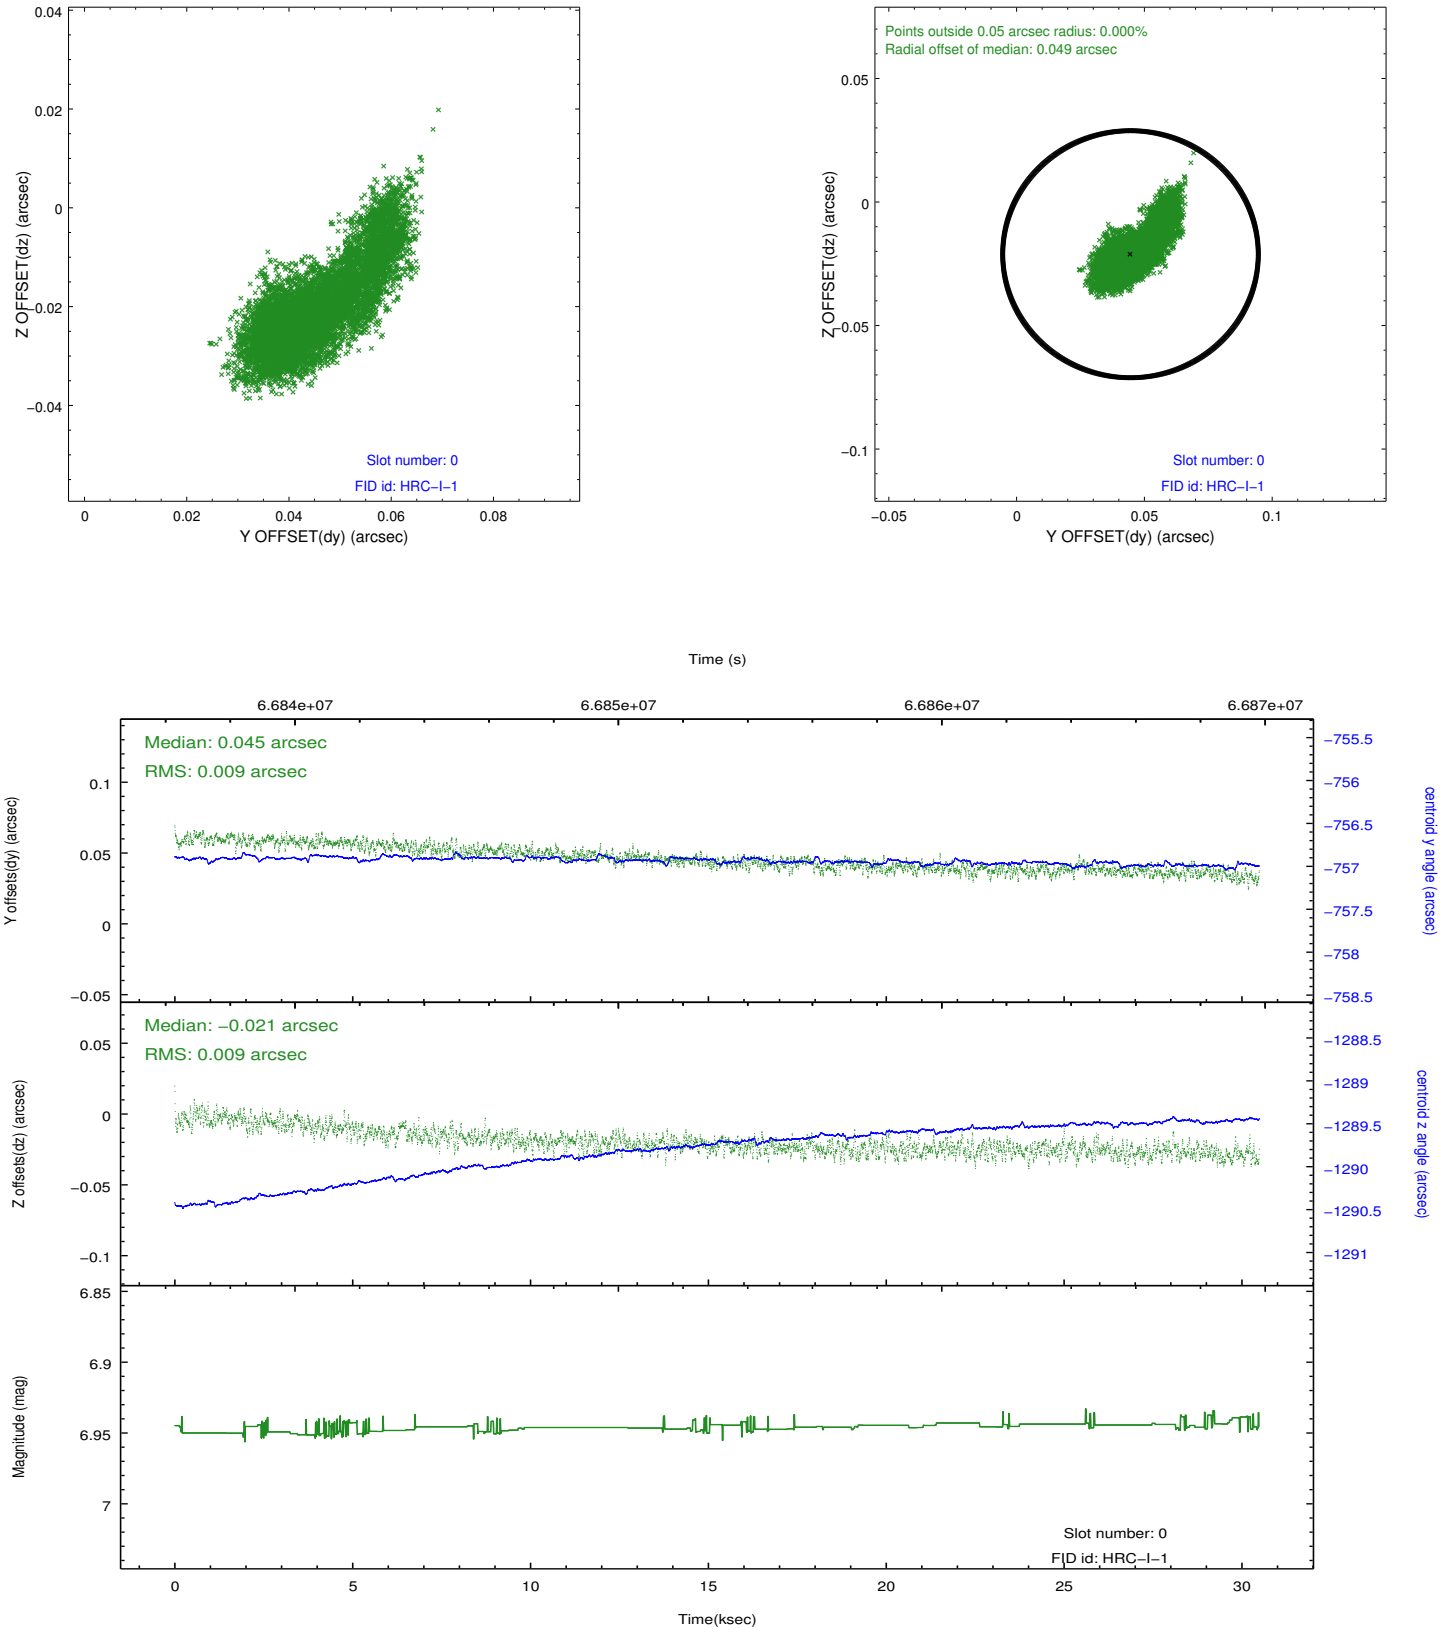 0.04
0.02
0
−0.02
−0.04
Z OFFSET(dz) (arcsec)
Slot number: 0
FID id: HRC−I−1
0
0.02
0.04
0.06
0.08
Y OFFSET(dy) (arcsec)
Points outside 0.05 arcsec radius: 0.000%
Radial offset of median: 0.049 arcsec
0.05
0
−0.05
−0.1
Z OFFSET(dz) (arcsec)
Slot number: 0
FID id: HRC−I−1
−0.05
0
0.05
0.1
Y OFFSET(dy) (arcsec)
Time (s)
6.684e+07
6.685e+07
6.686e+07
6.687e+07
Median: 0.045 arcsec
RMS: 0.009 arcsec
0.1
0.05
0
−0.05
Y offsets(dy) (arcsec)
−755.5
−756
−756.5
−757
−757.5
−758
−758.5
centroid y angle (arcsec)
Median: −0.021 arcsec
RMS: 0.009 arcsec
0.05
0
−0.05
−0.1
Z offsets(dz) (arcsec)
−1288.5
−1289
−1289.5
−1290
−1290.5
−1291
centroid z angle (arcsec)
6.85
6.9
6.95
7
Magnitude (mag)
Slot number: 0
FID id: HRC−I−1
0
5
10
15
20
25
30
Time(ksec)